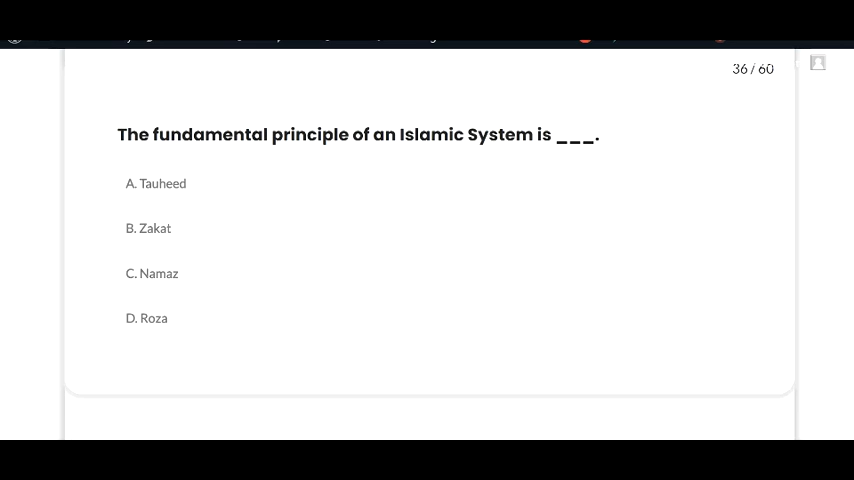 36 / 60
The fundamental principle of an Islamic System is ___.
A. Tauheed
B. Zakat
C. Namaz
D. Roza